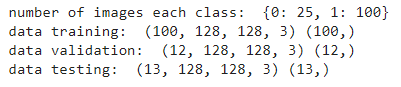 number of images each class:  {0: 25, 1: 100}
data training:  (100, 128, 128, 3) (100,)
data validation:  (12, 128, 128, 3) (12,)
data testing:  (13, 128, 128, 3) (13,)